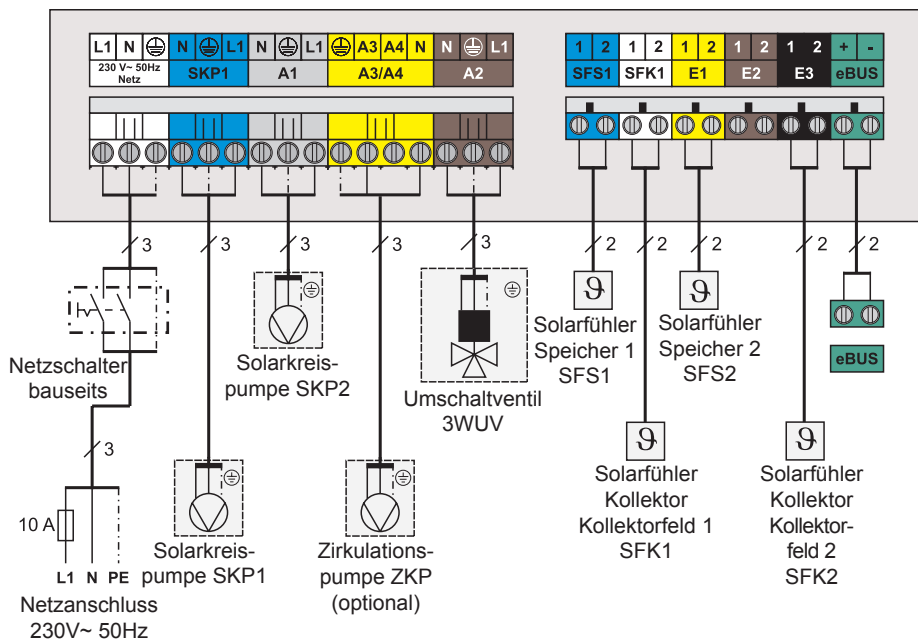 L1 N N L1 N L1 A3 A4 N N L1 1 2 1 2 1 2 1 2 1 2 + -
230 V~ 50Hz
Netz
SKP1 A1 A3/A4 A2 SFS1 SFK1 E1 E2 E3 eBUS
3 3 3 3 3 2 2 2 2 2
Netzschalter
bauseits
Solarkreis-
pumpe SKP2
Umschaltventil
3WUV
ϑ
Solarfühler
Speicher 1
SFS1
ϑ
Solarfühler
Speicher 2
SFS2
eBUS
3
10 A
L1 N PE
Netzanschluss
230V~ 50Hz
Solarkreis-
pumpe SKP1
Zirkulations-
pumpe ZKP
(optional)
ϑ
Solarfühler
Kollektor
Kollektorfeld 1
SFK1
ϑ
Solarfühler
Kollektor
Kollektor-
feld 2
SFK2